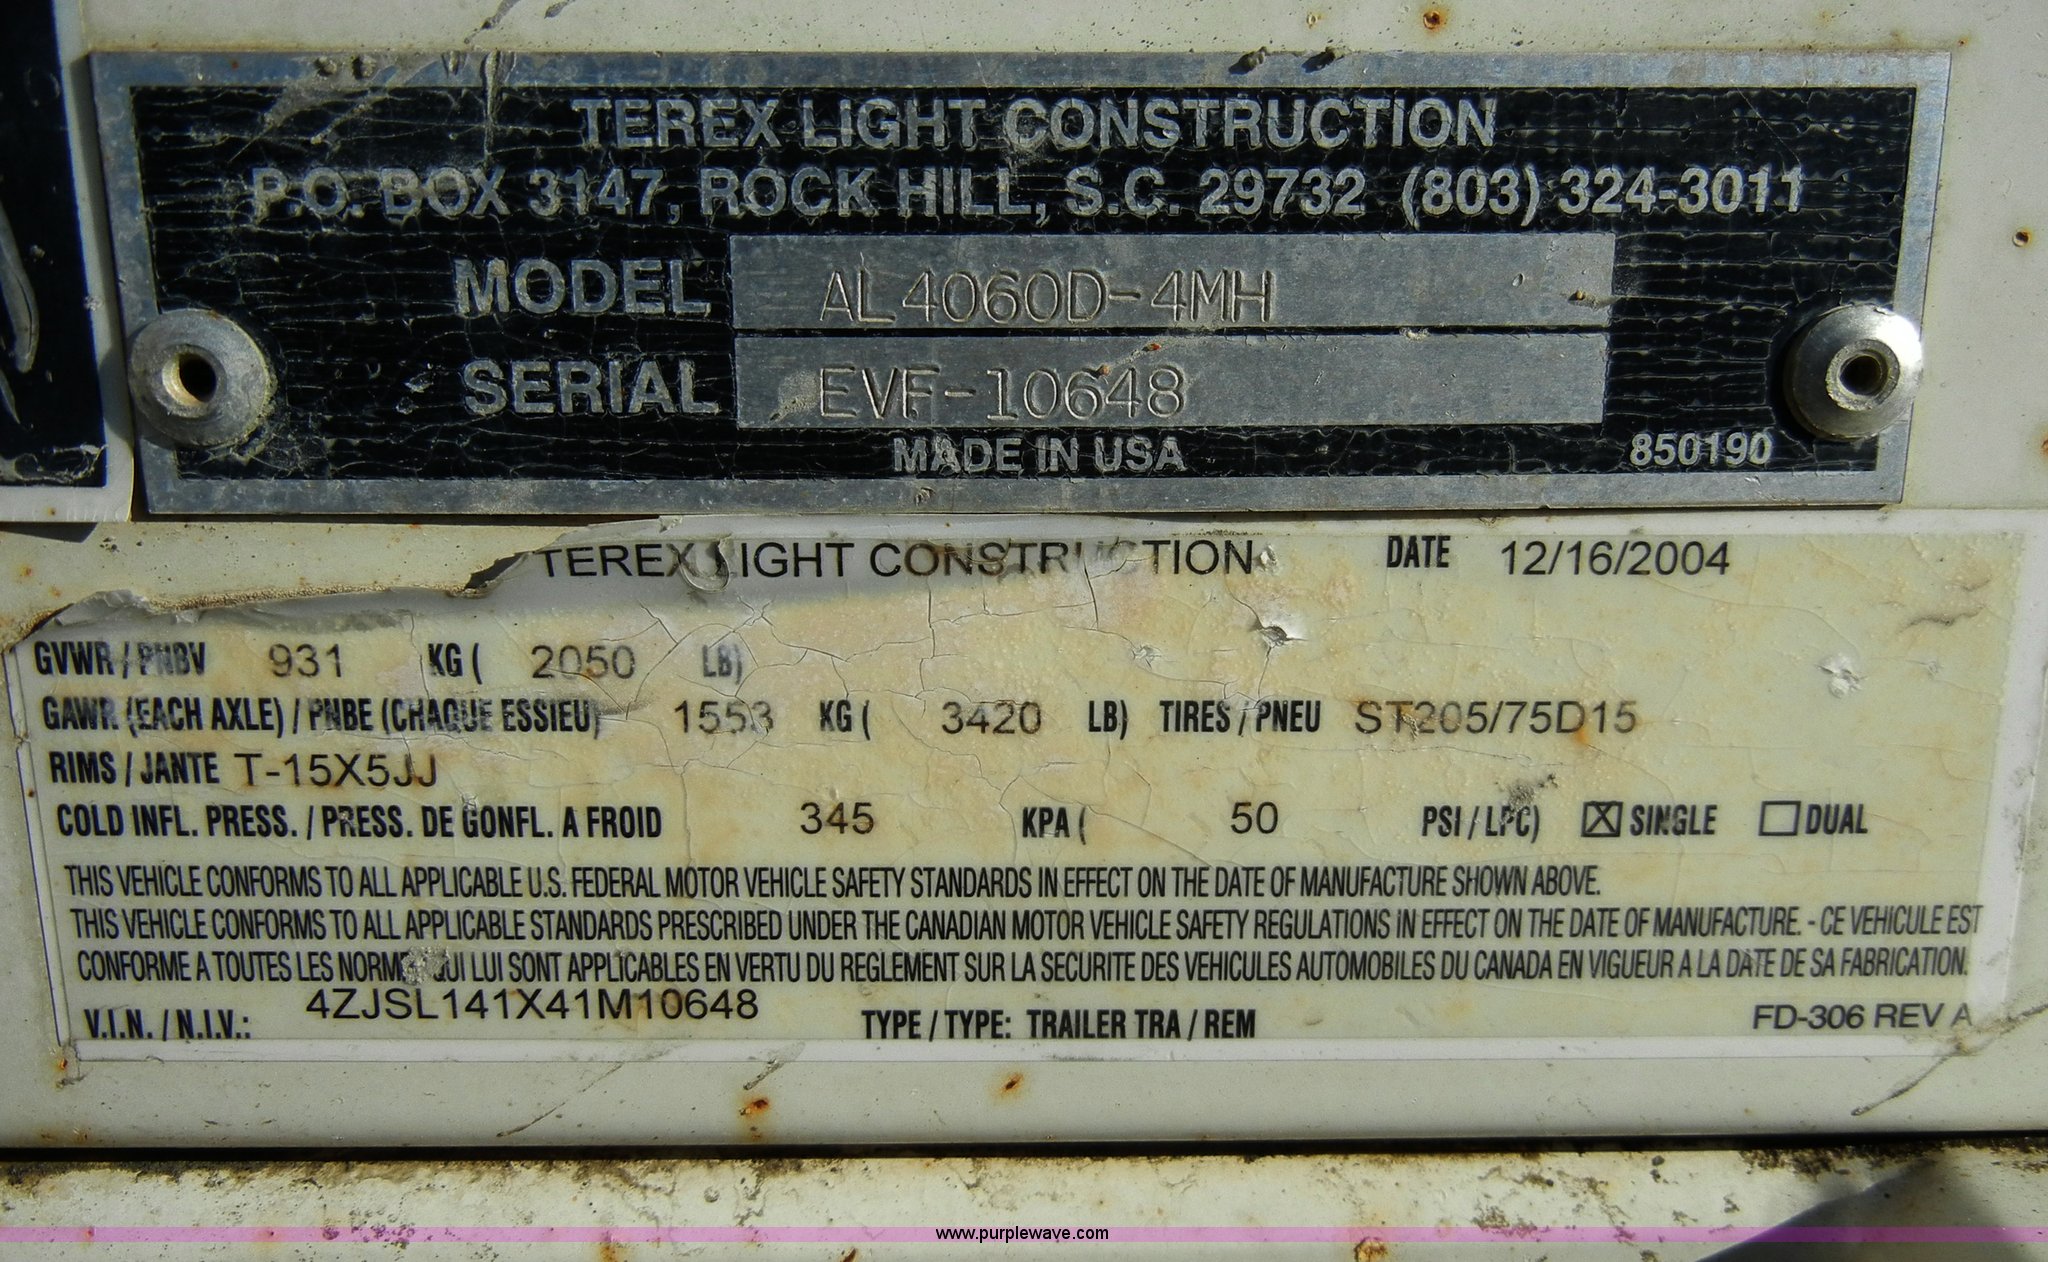 TEREX LIGHT CONSTRUCTION
P.O. BOX 3147, ROCK HILL, S.C. 29732 (803) 324-3011
MODEL AL4060D-4MH
SERIAL EVF-10648
MADE IN USA 850190
TEREX LIGHT CONSTRUCTION DATE 12/16/2004
GVWR / PNBV 931 KG ( 2050 LB)
GAWR (EACH AXLE) / PNBE (CHAQUE ESSIEU) 1553 KG ( 3420 LB) TIRES / PNEU ST205/75D15
RIMS / JANTE T-15X5JJ
COLD INFL. PRESS. / PRESS. DE GONFL. A FROID 345 KPA ( 50 PSI / LPC) ☒ SINGLE ☐ DUAL
THIS VEHICLE CONFORMS TO ALL APPLICABLE U.S. FEDERAL MOTOR VEHICLE SAFETY STANDARDS IN EFFECT ON THE DATE OF MANUFACTURE SHOWN ABOVE.
THIS VEHICLE CONFORMS TO ALL APPLICABLE STANDARDS PRESCRIBED UNDER THE CANADIAN MOTOR VEHICLE SAFETY REGULATIONS IN EFFECT ON THE DATE OF MANUFACTURE. - CE VEHICULE EST
CONFORME A TOUTES LES NORMES QUI LUI SONT APPLICABLES EN VERTU DU REGLEMENT SUR LA SECURITE DES VEHICULES AUTOMOBILES DU CANADA EN VIGUEUR A LA DATE DE SA FABRICATION.
V.I.N. / N.I.V.: 4ZJSL141X41M10648 TYPE / TYPE: TRAILER TRA / REM FD-306 REV A
www.purplewave.com